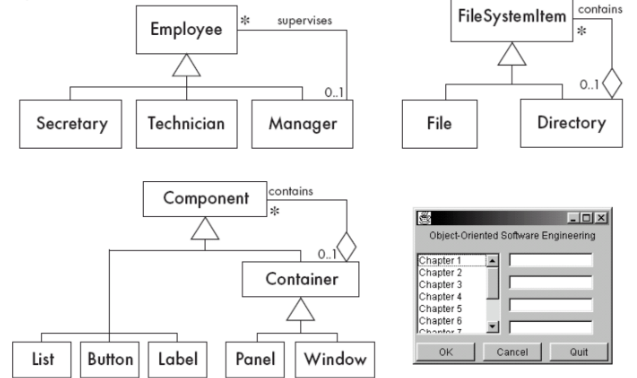 Employee
*
supervises
0..1
Secretary
Technician
Manager
FileSystemItem
contains
*
0..1
File
Directory
Component
contains
*
0..1
Container
List
Button
Label
Panel
Window
Object-Oriented Software Engineering
Chapter 1
Chapter 2
Chapter 3
Chapter 4
Chapter 5
Chapter 6
Chapter 7
OK
Cancel
Quit